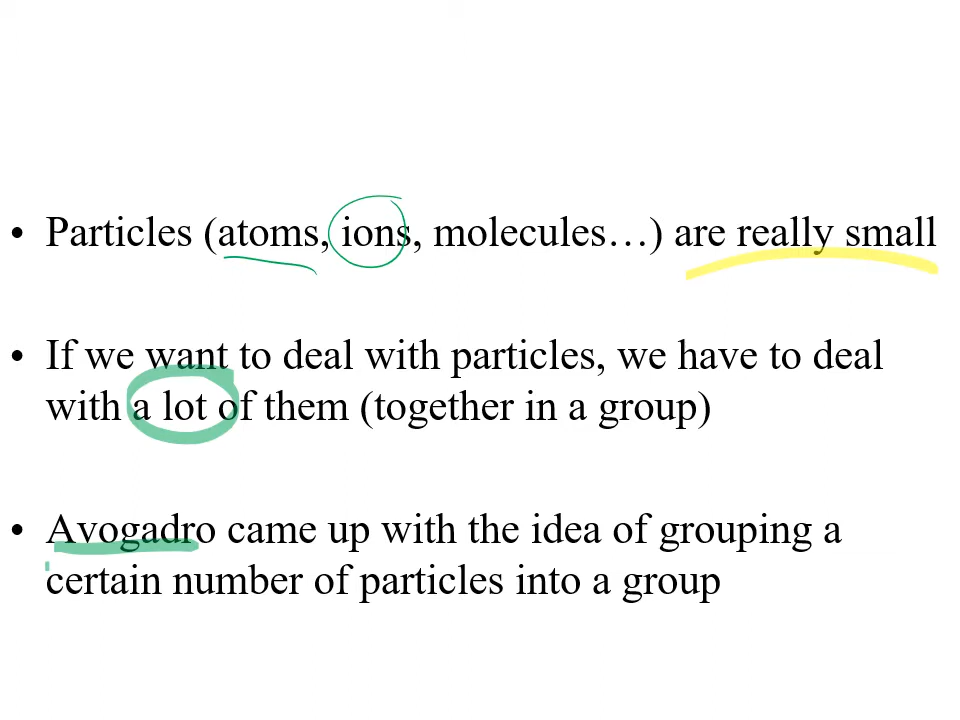 • Particles (atoms, ions, molecules…) are really small
• If we want to deal with particles, we have to deal
with a lot of them (together in a group)
• Avogadro came up with the idea of grouping a
certain number of particles into a group